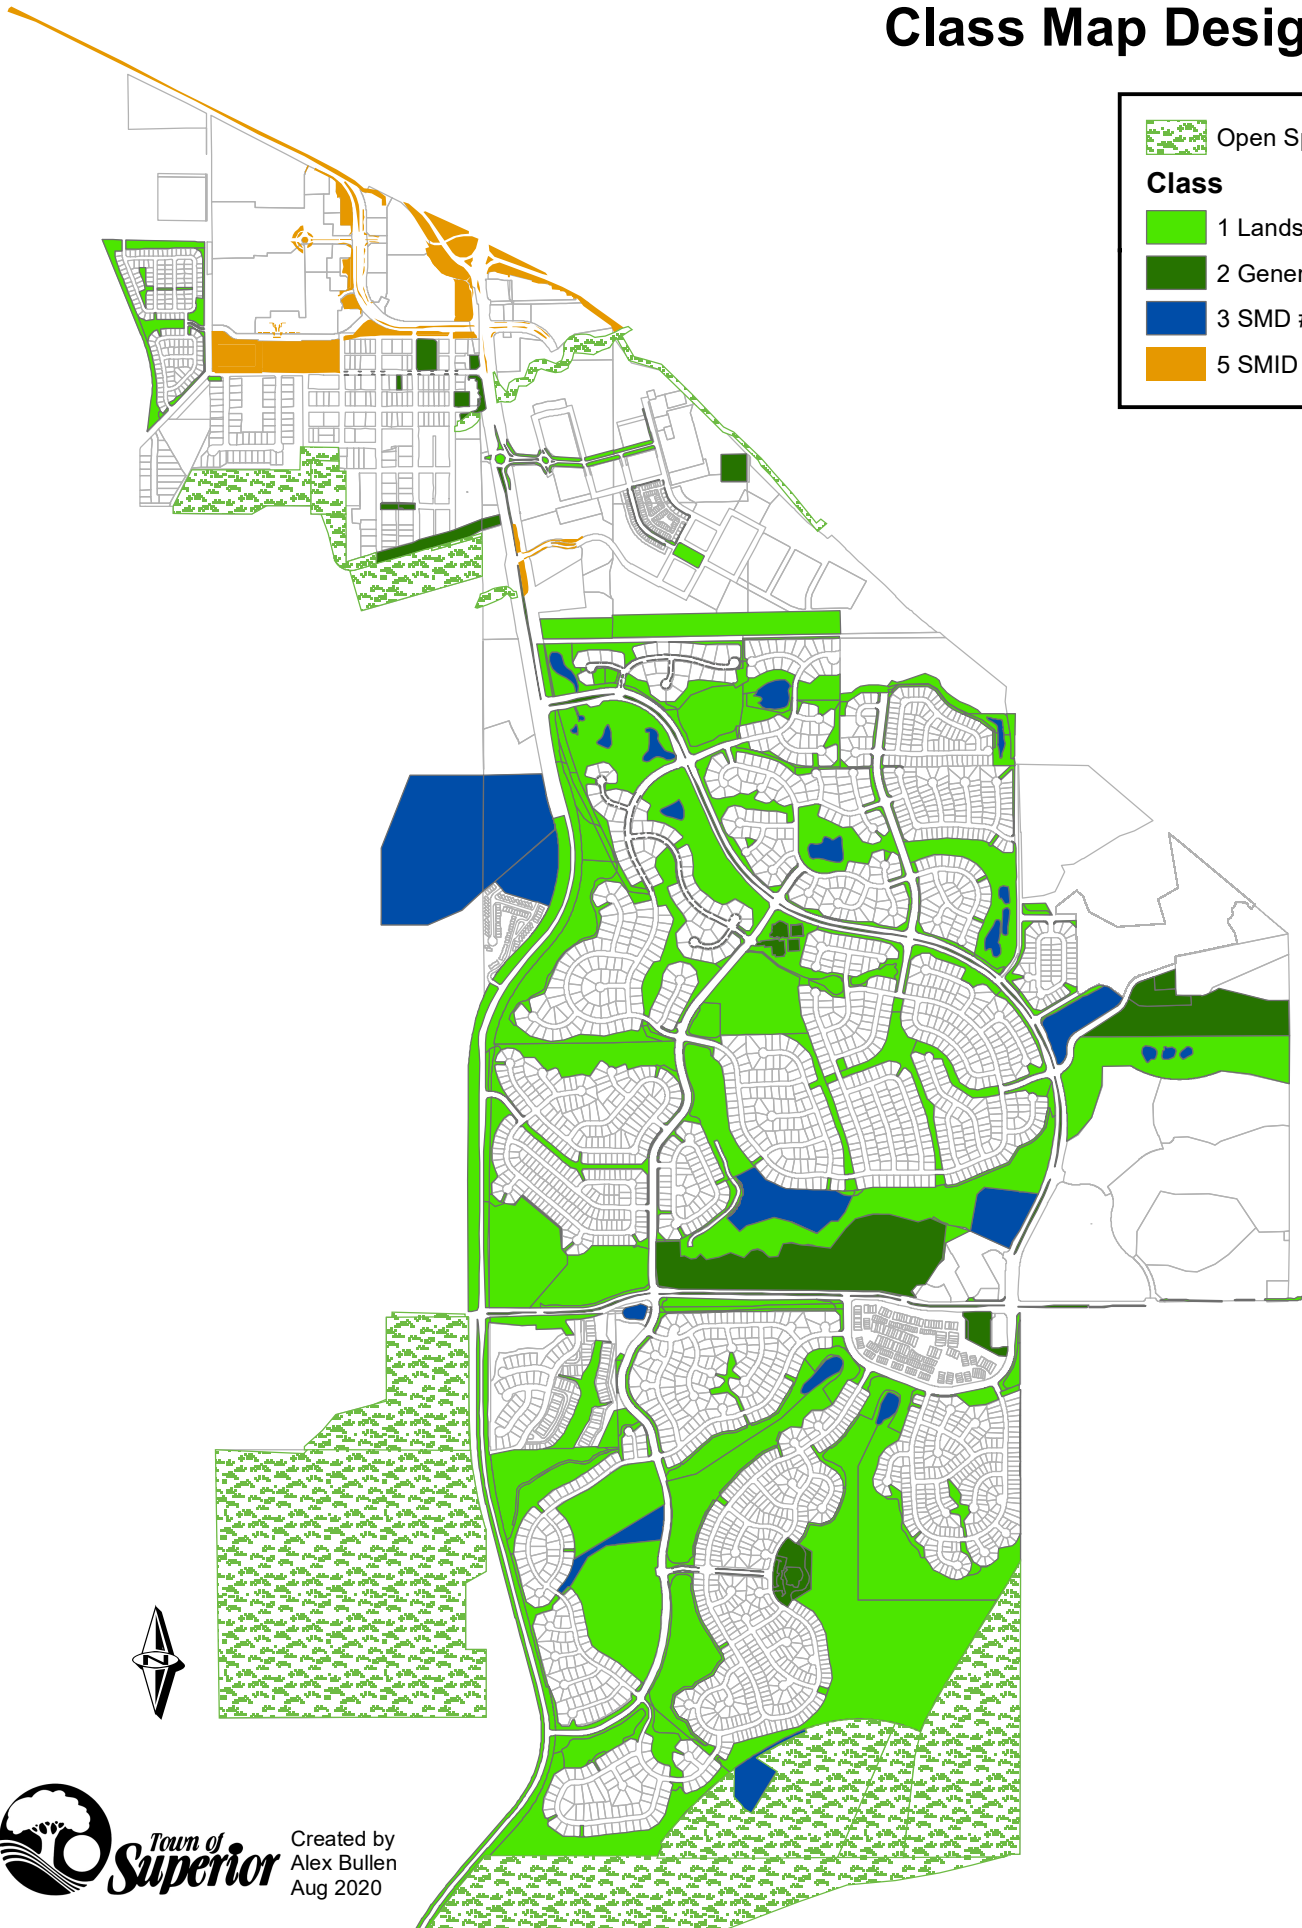 Class Map Desig
Open S
Class
1 Lands
2 Gener
3 SMD
5 SMID
N
Town of
Superior
Created by
Alex Bullen
Aug 2020